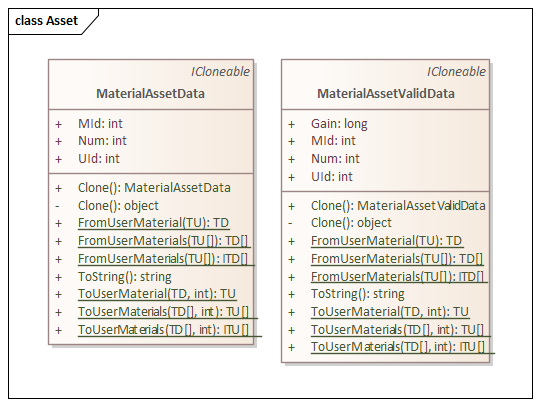 class Asset
ICloneable
MaterialAssetData
+ MId: int
+ Num: int
+ UId: int
+ Clone(): MaterialAssetData
- Clone(): object
+ FromUserMaterial(TU): TD
+ FromUserMaterials(TU[]): TD[]
+ FromUserMaterials(TU[]): ITD[]
+ ToString(): string
+ ToUserMaterial(TD, int): TU
+ ToUserMaterials(TD[], int): TU[]
+ ToUserMaterials(TD[], int): ITU[]
ICloneable
MaterialAssetValidData
+ Gain: long
+ MId: int
+ Num: int
+ UId: int
+ Clone(): MaterialAssetValidData
- Clone(): object
+ FromUserMaterial(TU): TD
+ FromUserMaterials(TU[]): TD[]
+ FromUserMaterials(TU[]): ITD[]
+ ToString(): string
+ ToUserMaterial(TD, int): TU
+ ToUserMaterials(TD[], int): TU[]
+ ToUserMaterials(TD[], int): ITU[]